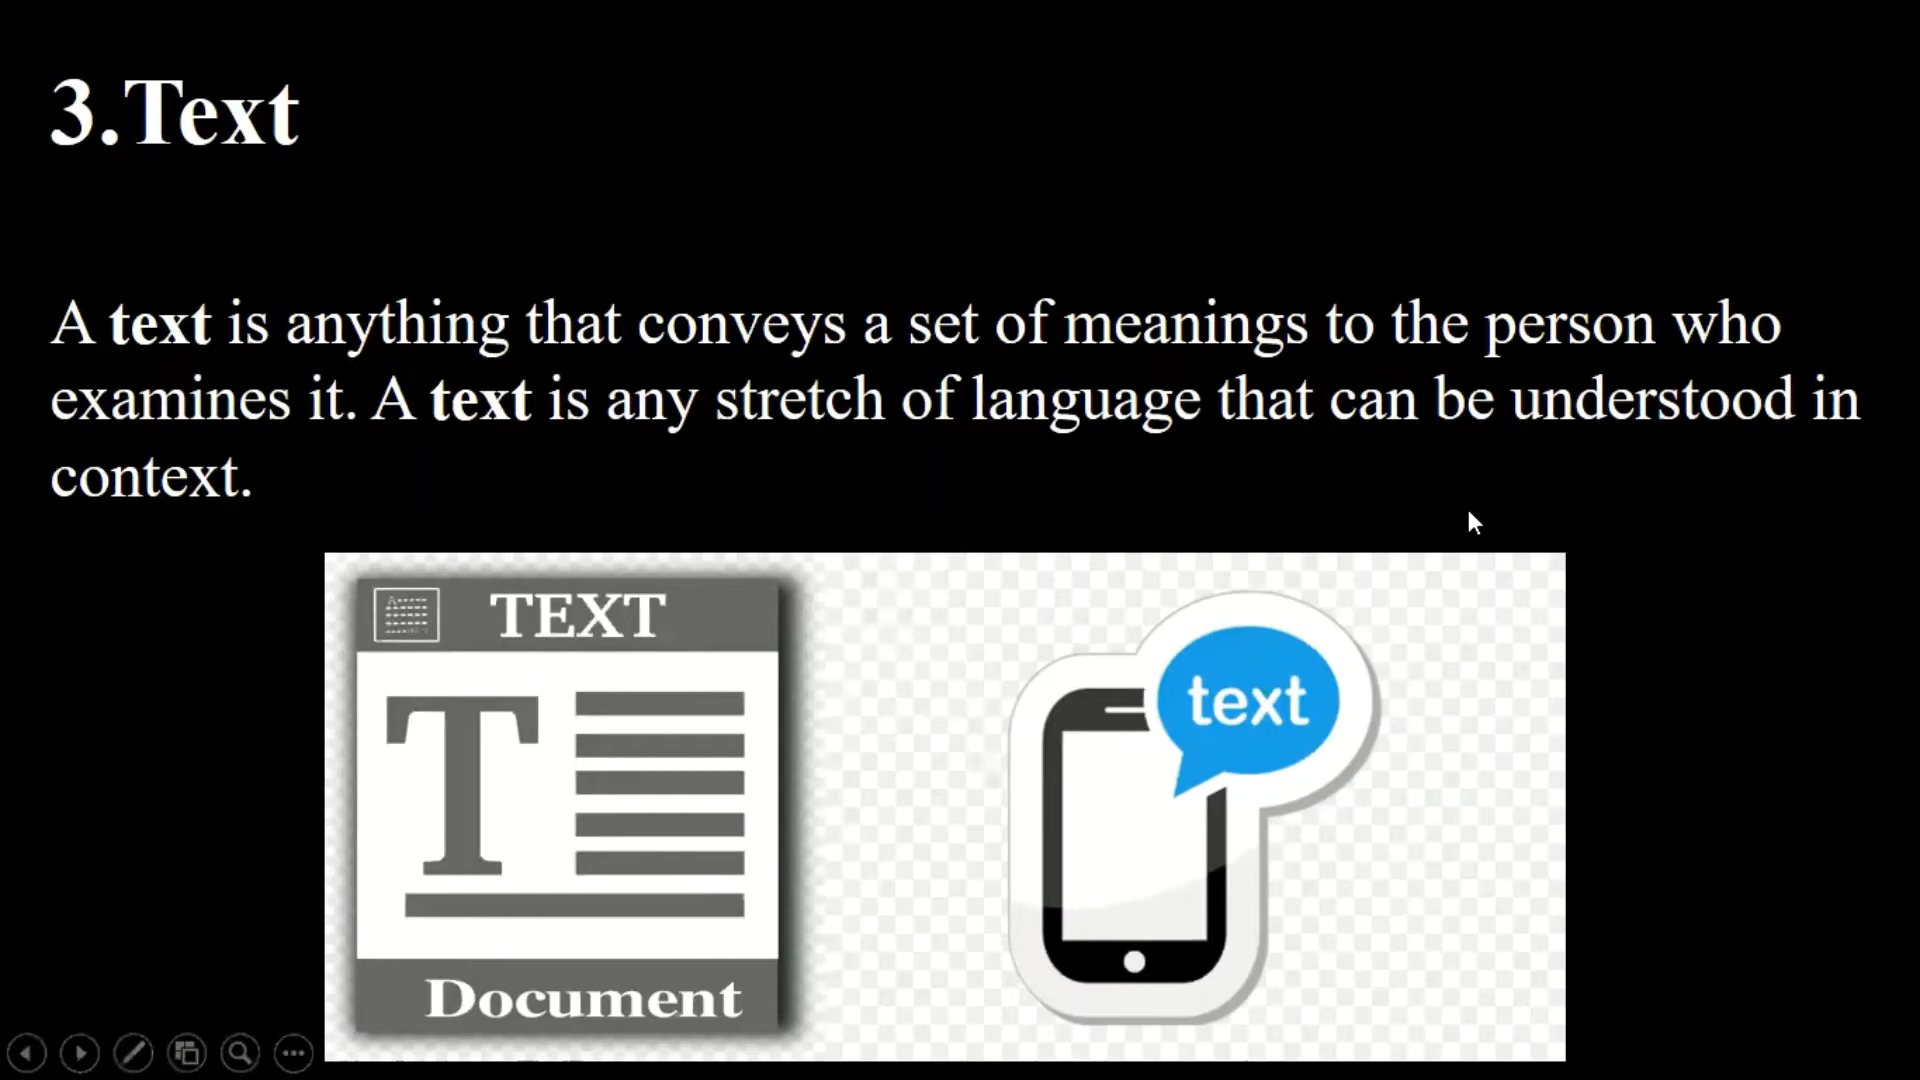 3.Text
A text is anything that conveys a set of meanings to the person who
examines it. A text is any stretch of language that can be understood in
context.
TEXT
T
Document
text